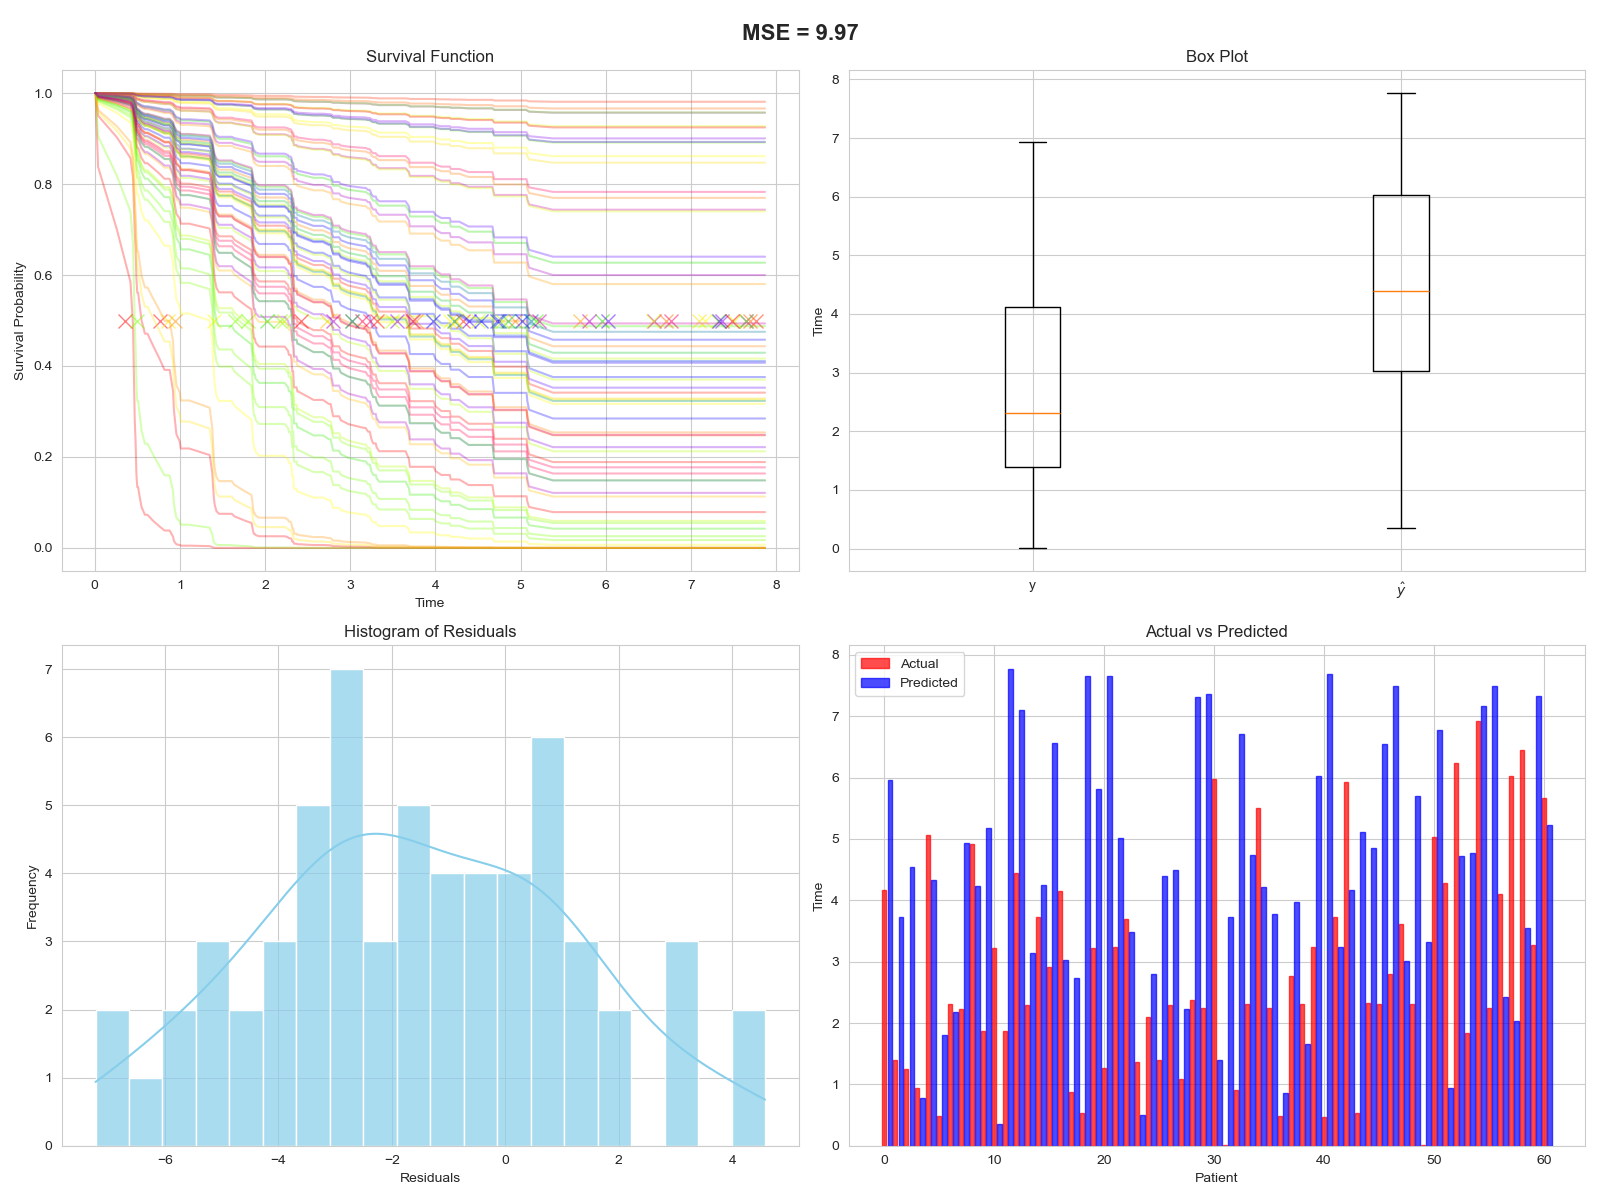 MSE = 9.97
Survival Function
Survival Probability
1.0
0.8
0.6
0.4
0.2
0.0
0 1 2 3 4 5 6 7 8
Time
Box Plot
Time
8
7
6
5
4
3
2
1
0
y ŷ
Histogram of Residuals
Frequency
7
6
5
4
3
2
1
0
−6 −4 −2 0 2 4
Residuals
Actual vs Predicted
Actual
Predicted
Time
8
7
6
5
4
3
2
1
0
0 10 20 30 40 50 60
Patient